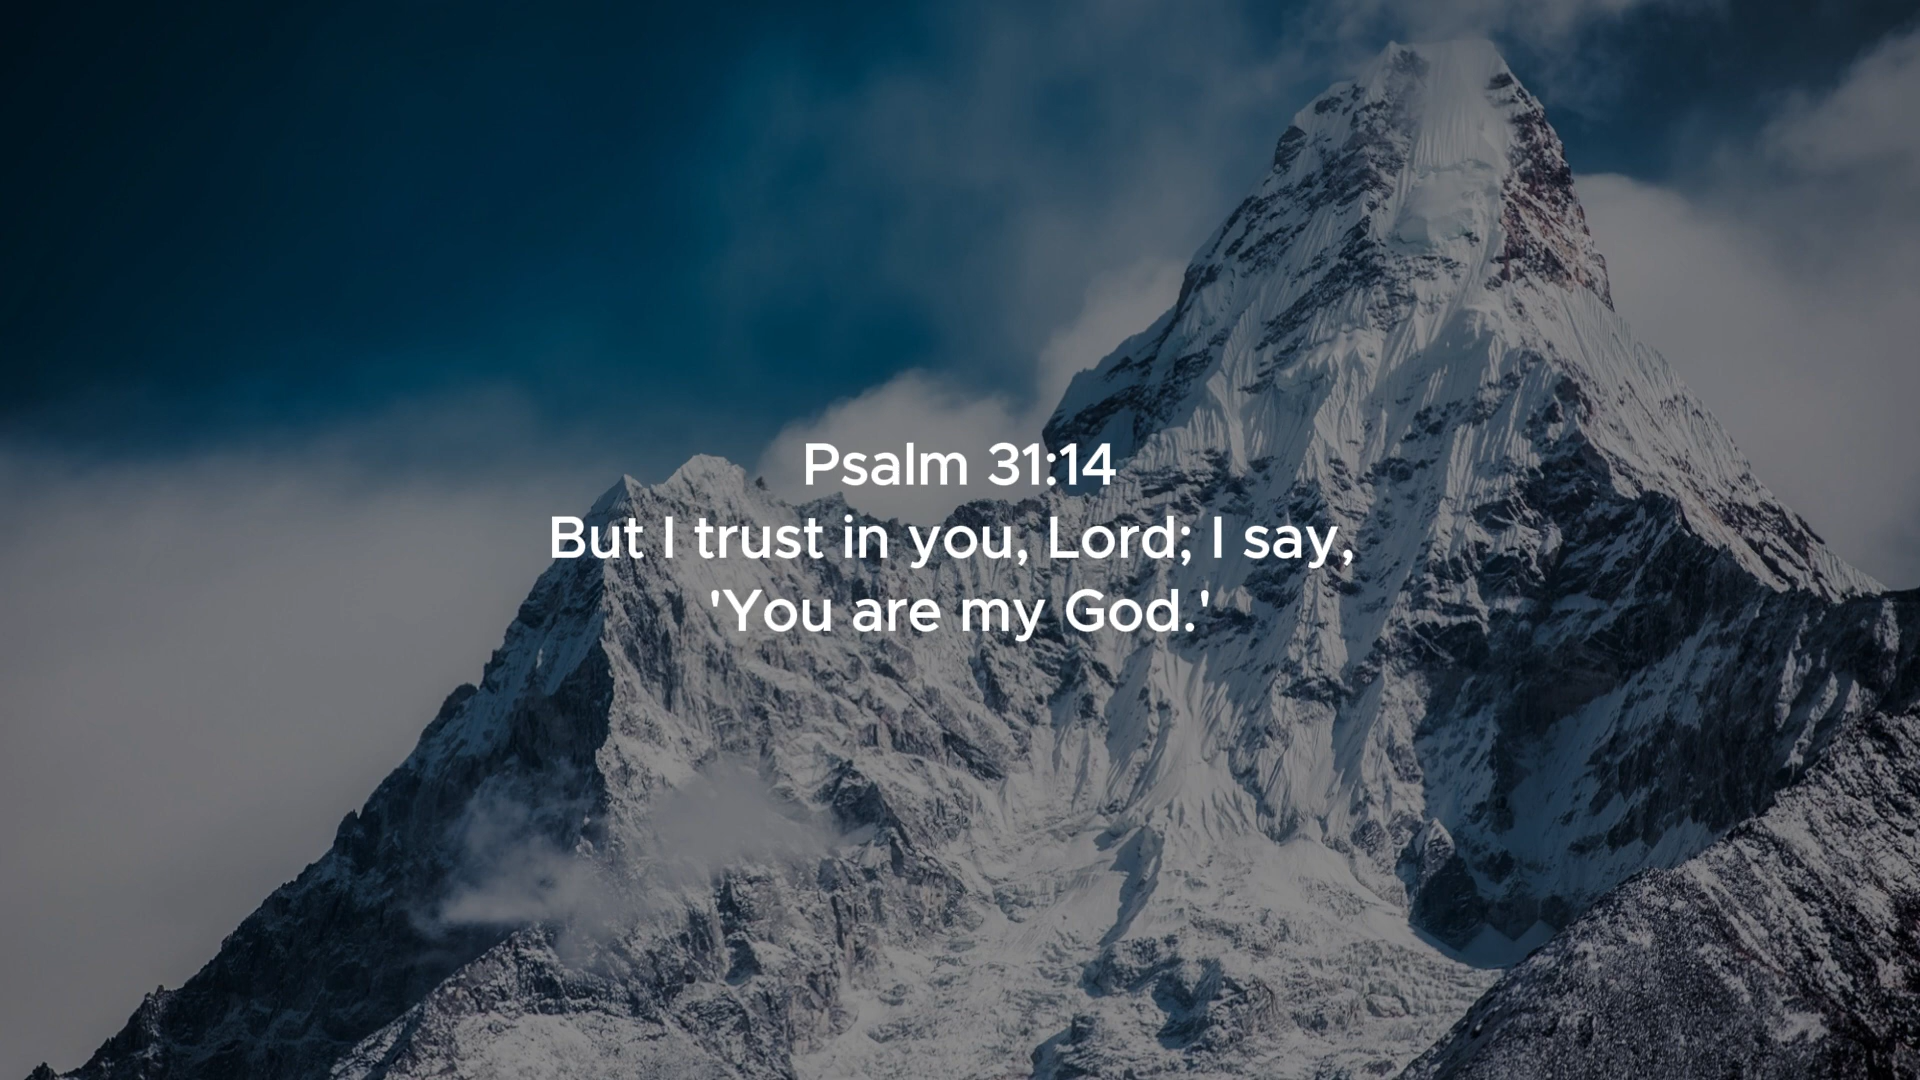 Psalm 31:14
But I trust in you, Lord; I say,
'You are my God.'